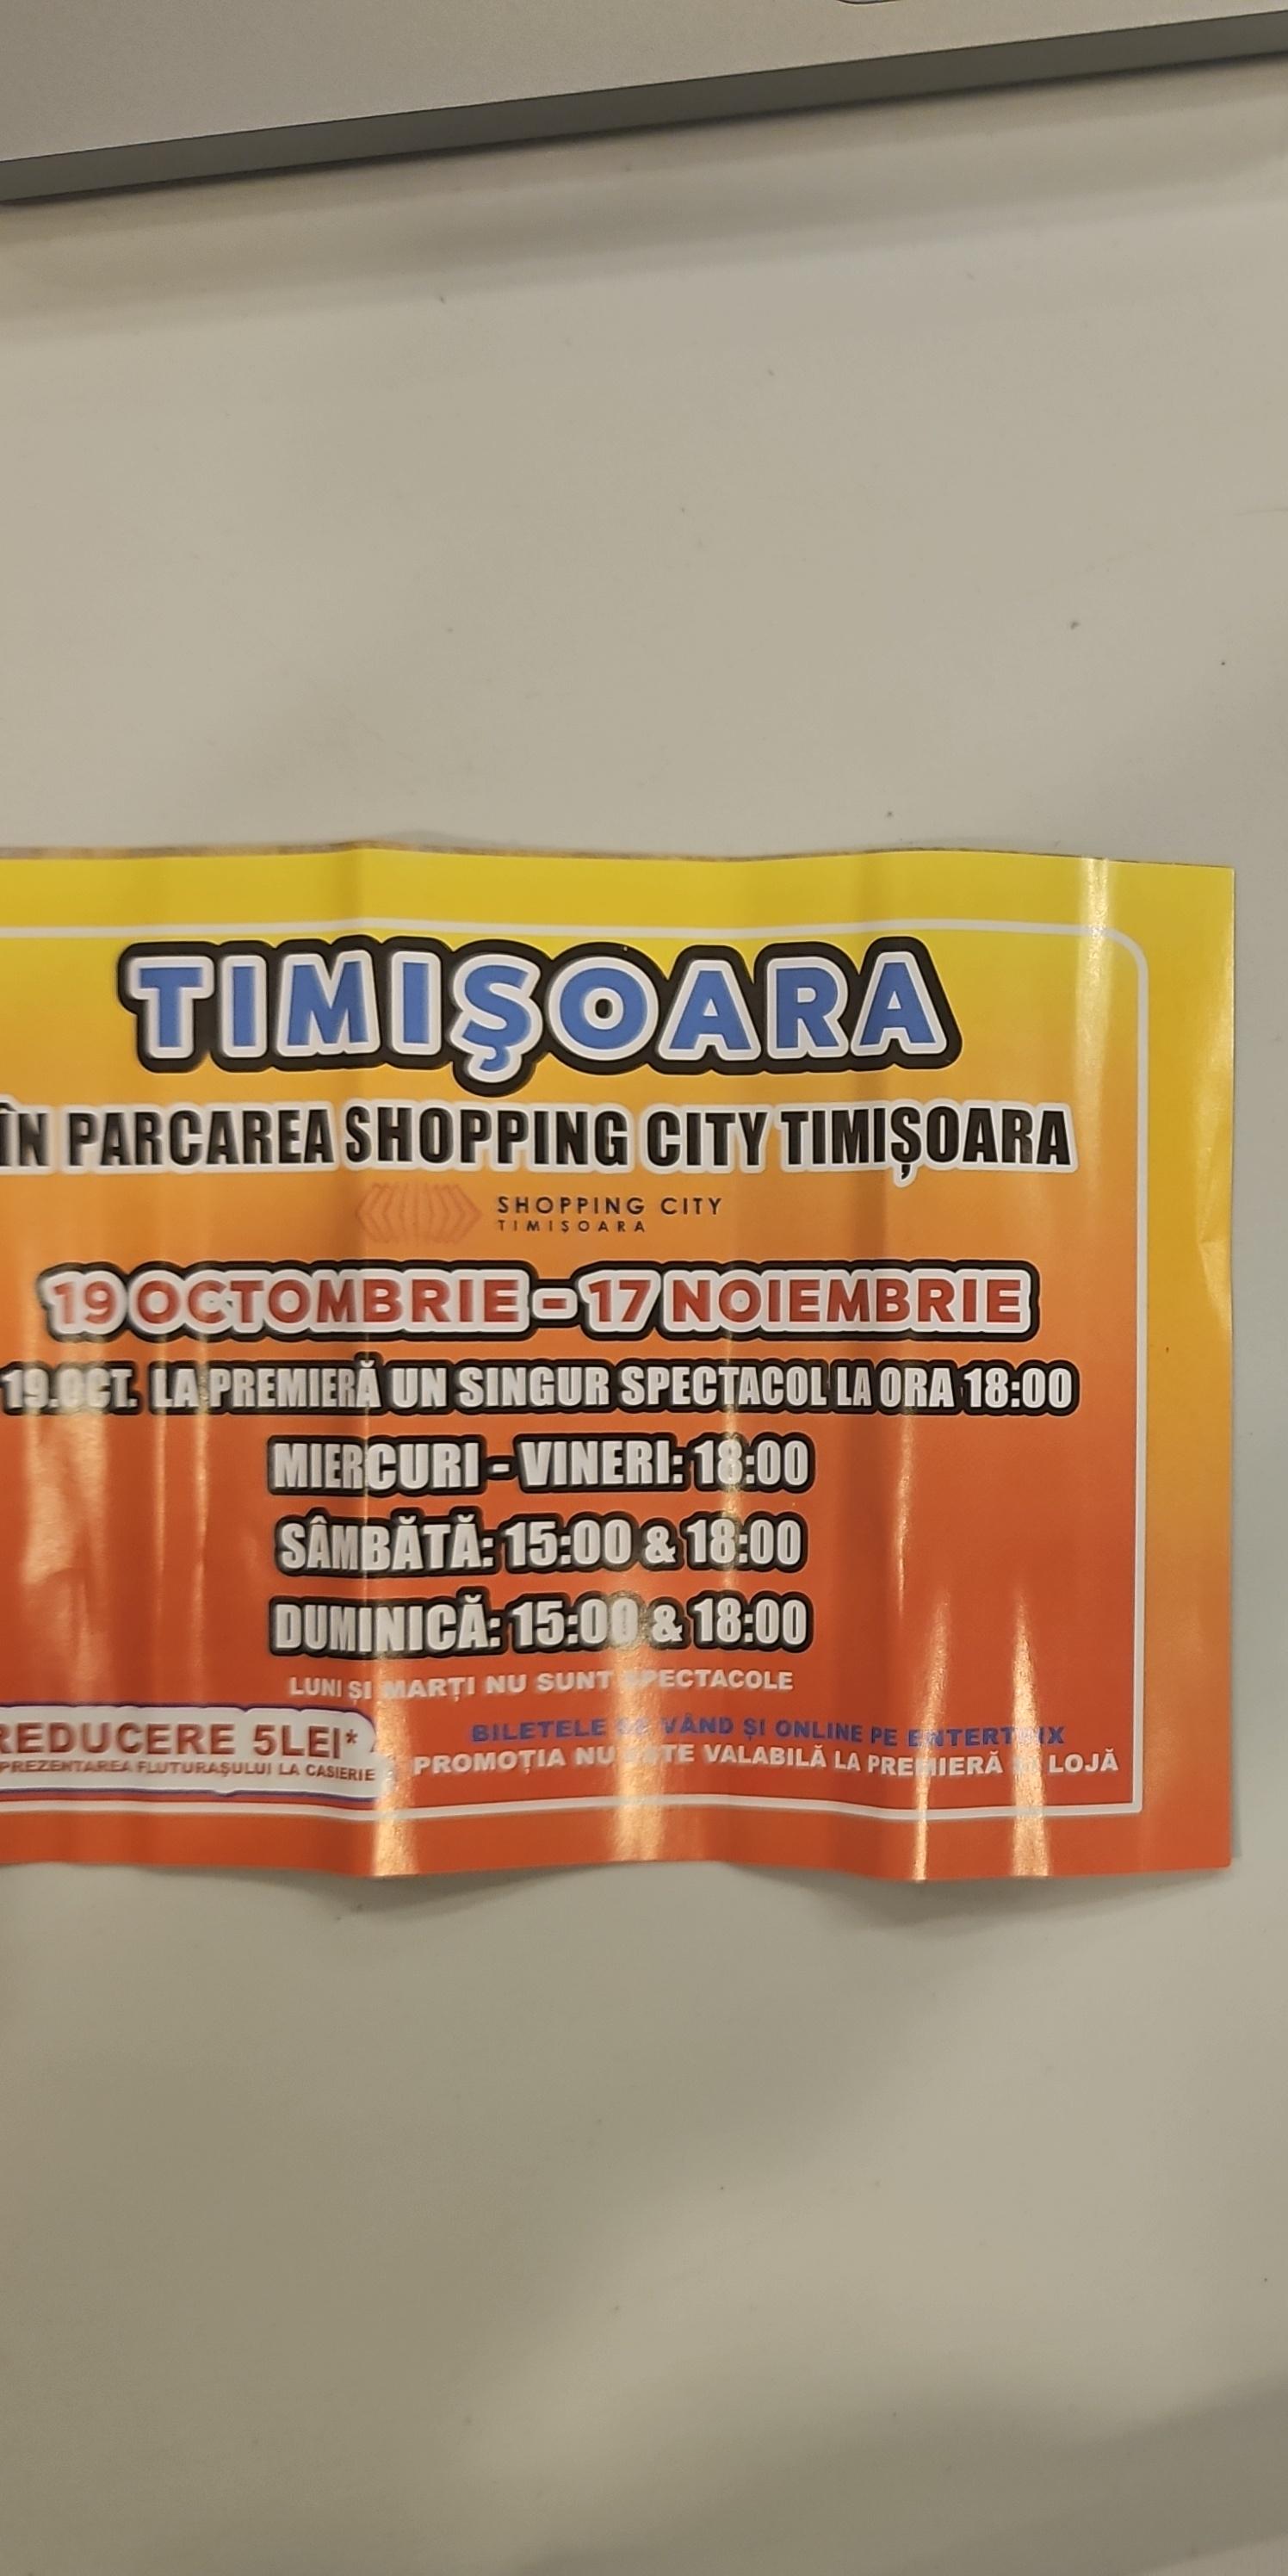 TIMIŞOARA
ÎN PARCAREA SHOPPING CITY TIMIȘOARA
SHOPPING CITY
TIMIȘOARA
19 OCTOMBRIE - 17 NOIEMBRIE
19.OCT. LA PREMIERĂ UN SINGUR SPECTACOL LA ORA 18:00
MIERCURI - VINERI: 18:00
SÂMBĂTĂ: 15:00 & 18:00
DUMINICĂ: 15:00 & 18:00
LUNI ȘI MARȚI NU SUNT SPECTACOLE
REDUCERE 5LEI*
PREZENTAREA FLUTURAȘULUI LA CASIERIE
BILETELE SE VÂND ȘI ONLINE PE ENTERTIX
PROMOȚIA NU ESTE VALABILĂ LA PREMIERĂ LOJĂ